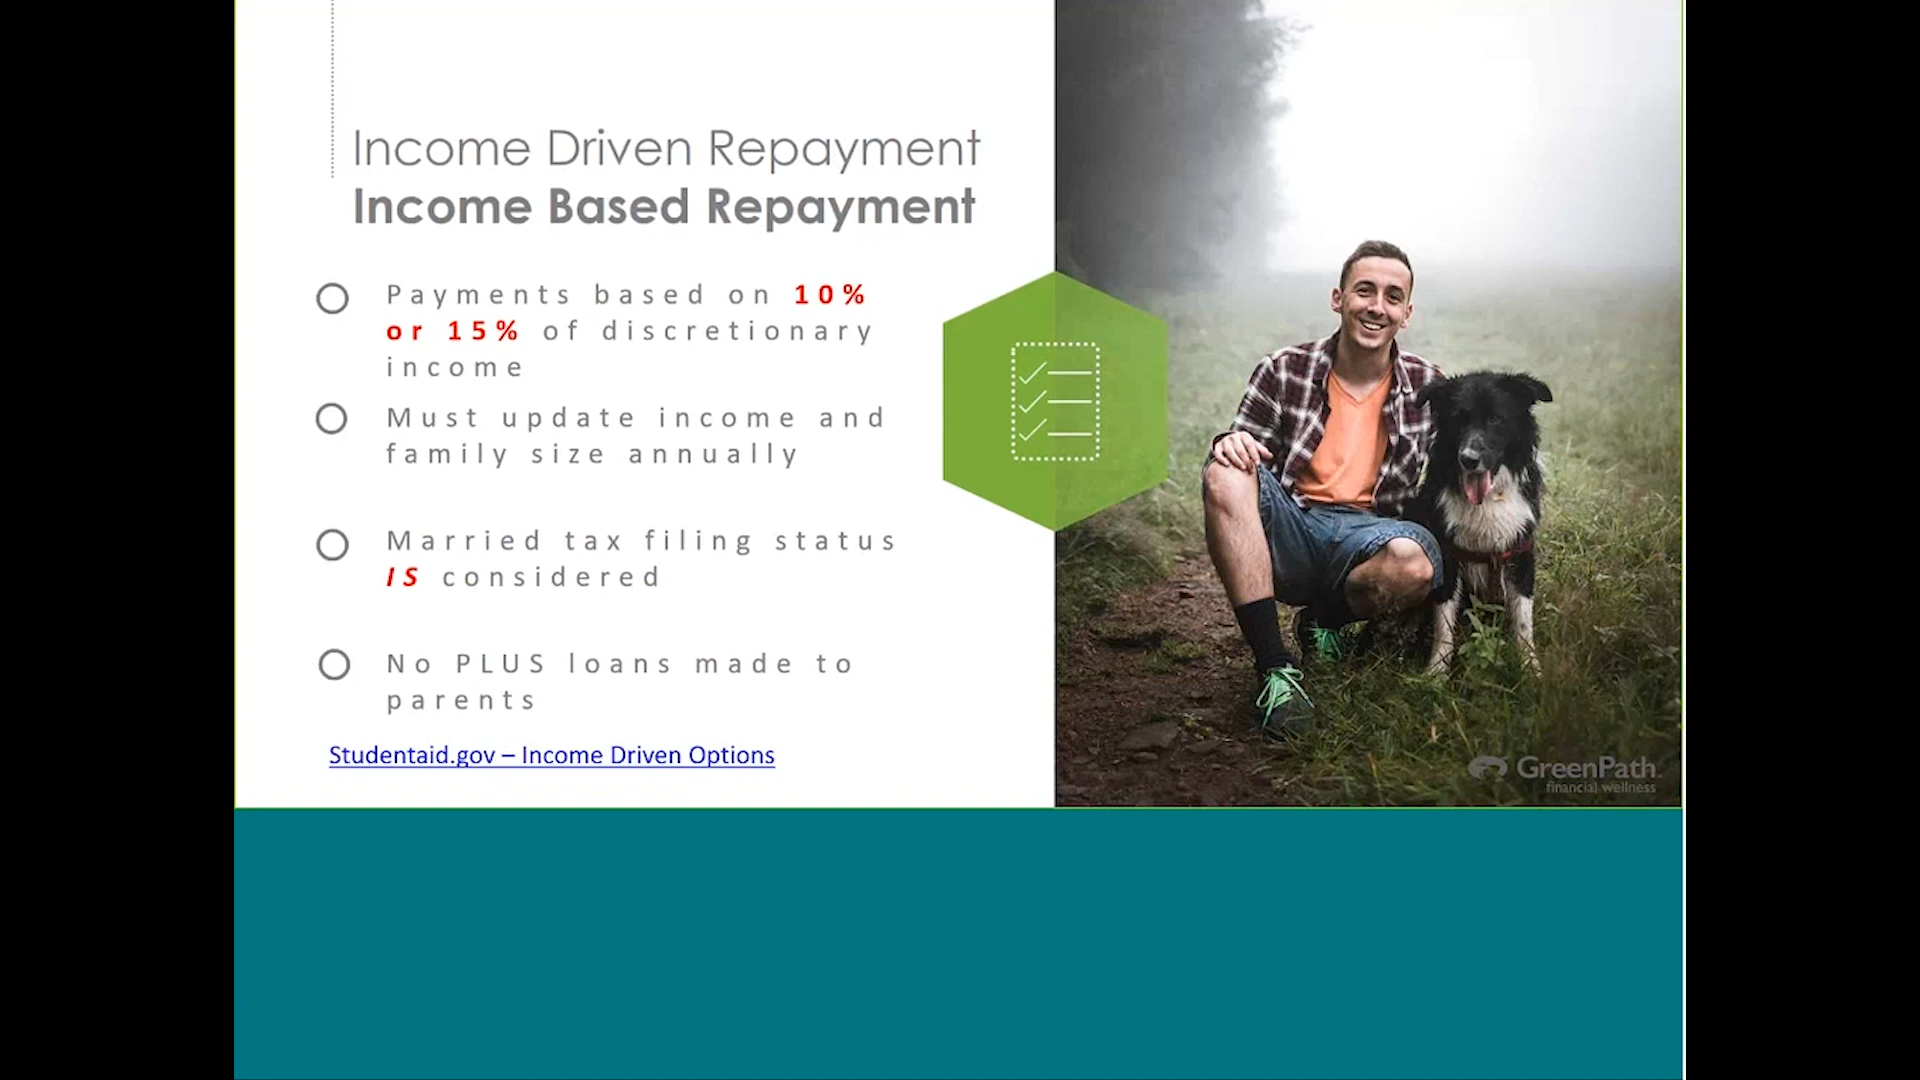 Income Driven Repayment
Income Based Repayment
Payments based on 10%
or 15% of discretionary
income
Must update income and
family size annually
Married tax filing status
IS considered
No PLUS loans made to
parents
Studentaid.gov – Income Driven Options
GreenPath
financial wellness